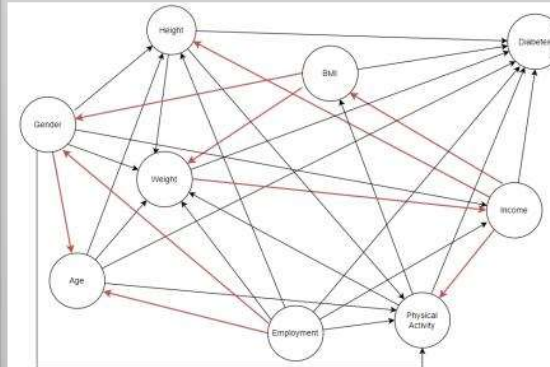 Height
Diabetes
BMI
Gender
Weight
Income
Age
Physical
Activity
Employment